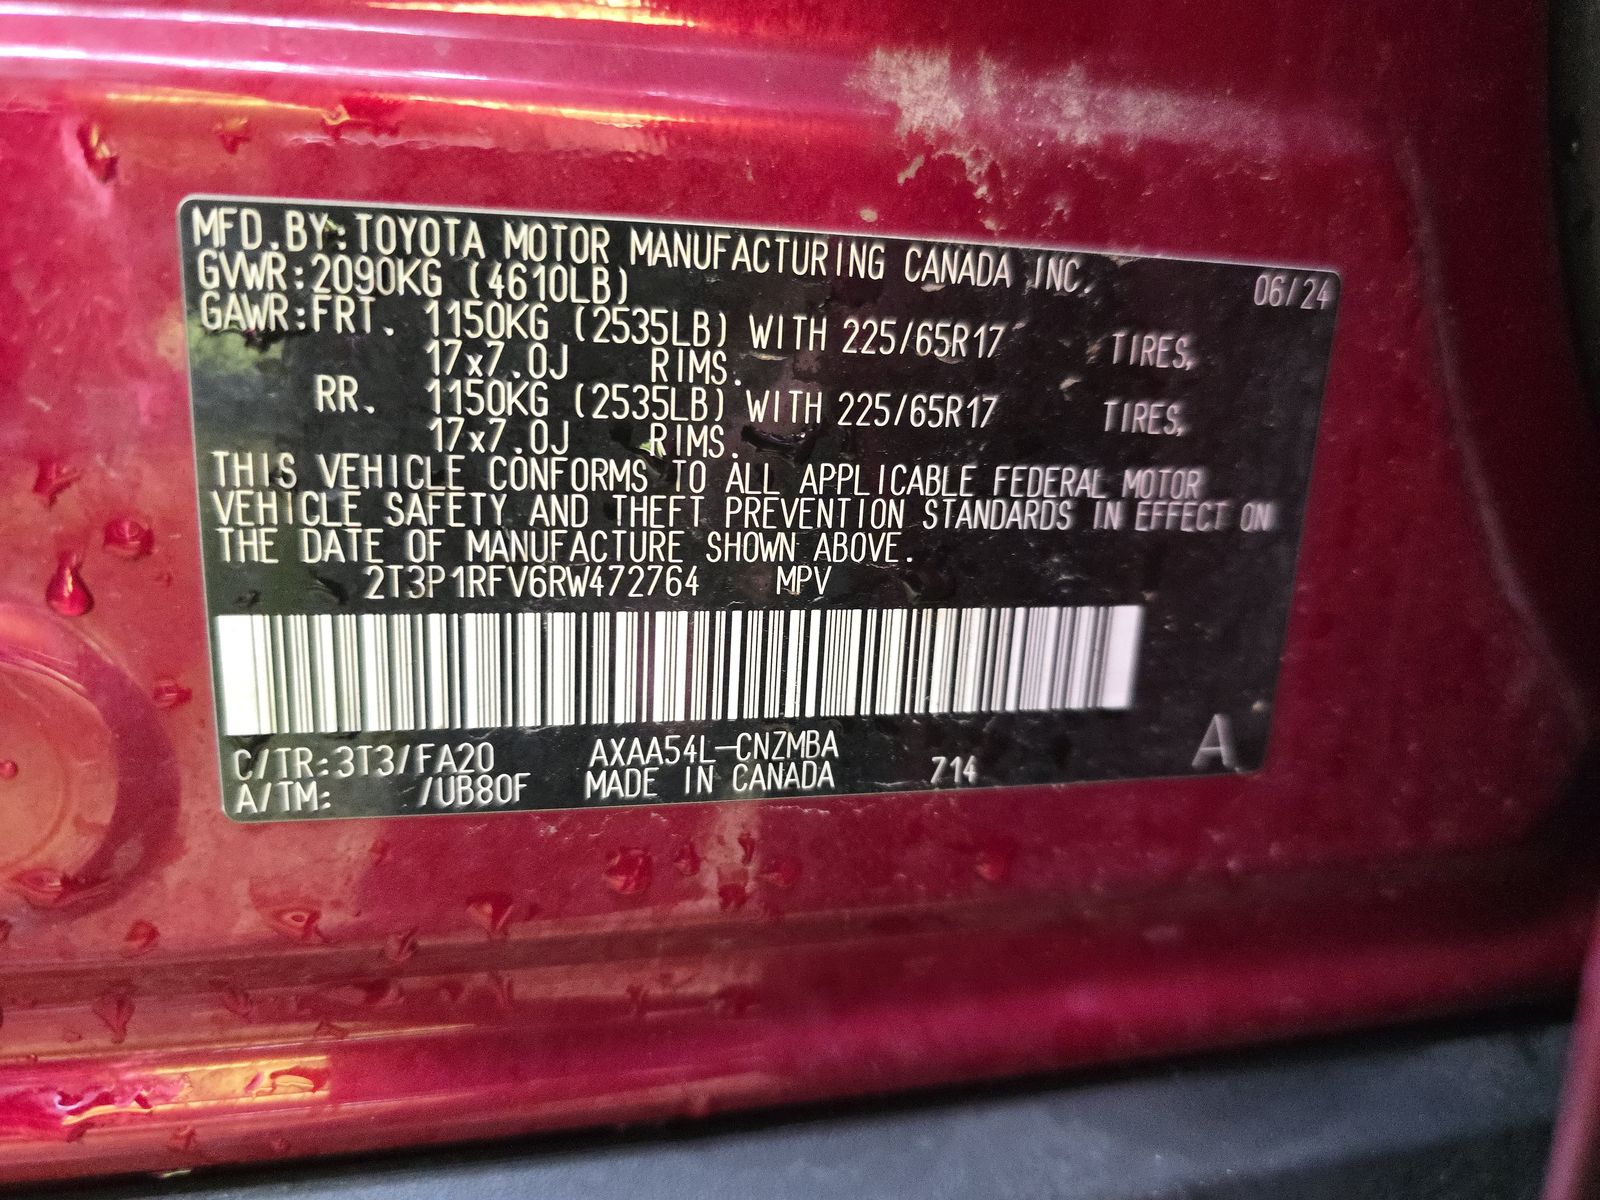 MFD.BY:TOYOTA MOTOR MANUFACTURING CANADA INC. 06/24
GVWR:2090KG (4610LB)
GAWR:FRT. 1150KG (2535LB) WITH 225/65R17 TIRES,
17x7.0J RIMS.
RR. 1150KG (2535LB) WITH 225/65R17 TIRES,
17x7.0J RIMS.
THIS VEHICLE CONFORMS TO ALL APPLICABLE FEDERAL MOTOR
VEHICLE SAFETY AND THEFT PREVENTION STANDARDS IN EFFECT ON
THE DATE OF MANUFACTURE SHOWN ABOVE.
2T3P1RFV6RW472764 MPV
C/TR:3T3/FA20 AXAA54L-CNZMBA 714 A
A/TM: /UB80F MADE IN CANADA